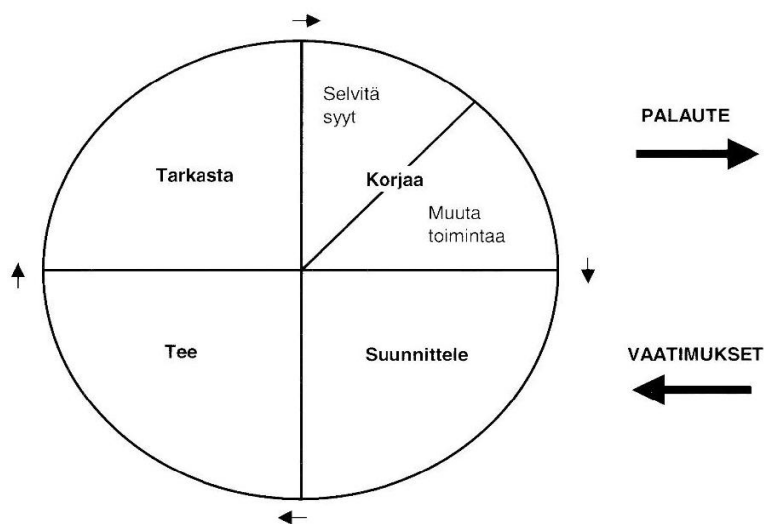 Selvitä
syyt
PALAUTE
Tarkasta
Korjaa
Muuta
toimintaa
Tee
Suunnittele
VAATIMUKSET